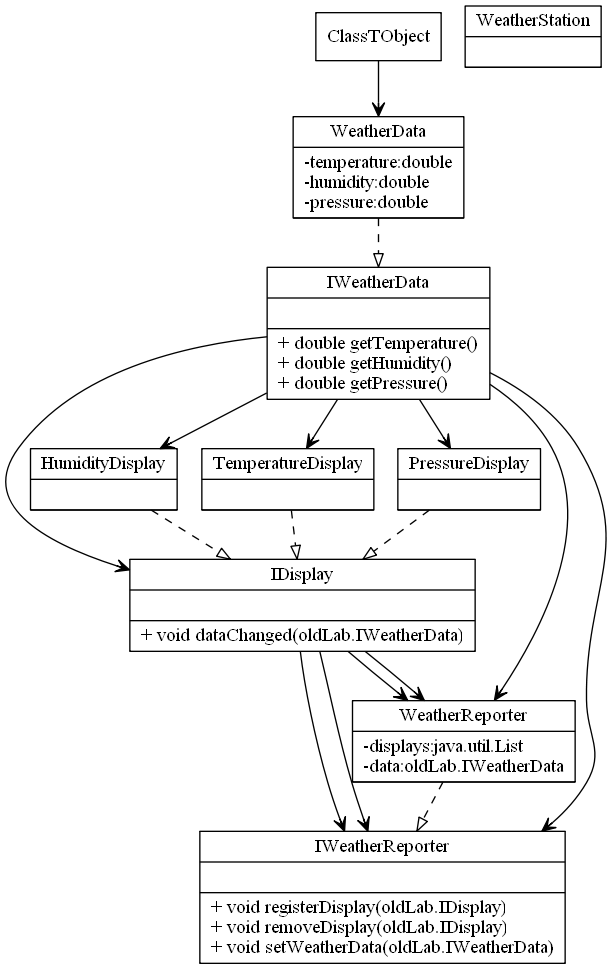 ClassTObject
WeatherStation
WeatherData
-temperature:double
-humidity:double
-pressure:double
IWeatherData
+ double getTemperature()
+ double getHumidity()
+ double getPressure()
HumidityDisplay
TemperatureDisplay
PressureDisplay
IDisplay
+ void dataChanged(oldLab.IWeatherData)
WeatherReporter
-displays:java.util.List
-data:oldLab.IWeatherData
IWeatherReporter
+ void registerDisplay(oldLab.IDisplay)
+ void removeDisplay(oldLab.IDisplay)
+ void setWeatherData(oldLab.IWeatherData)